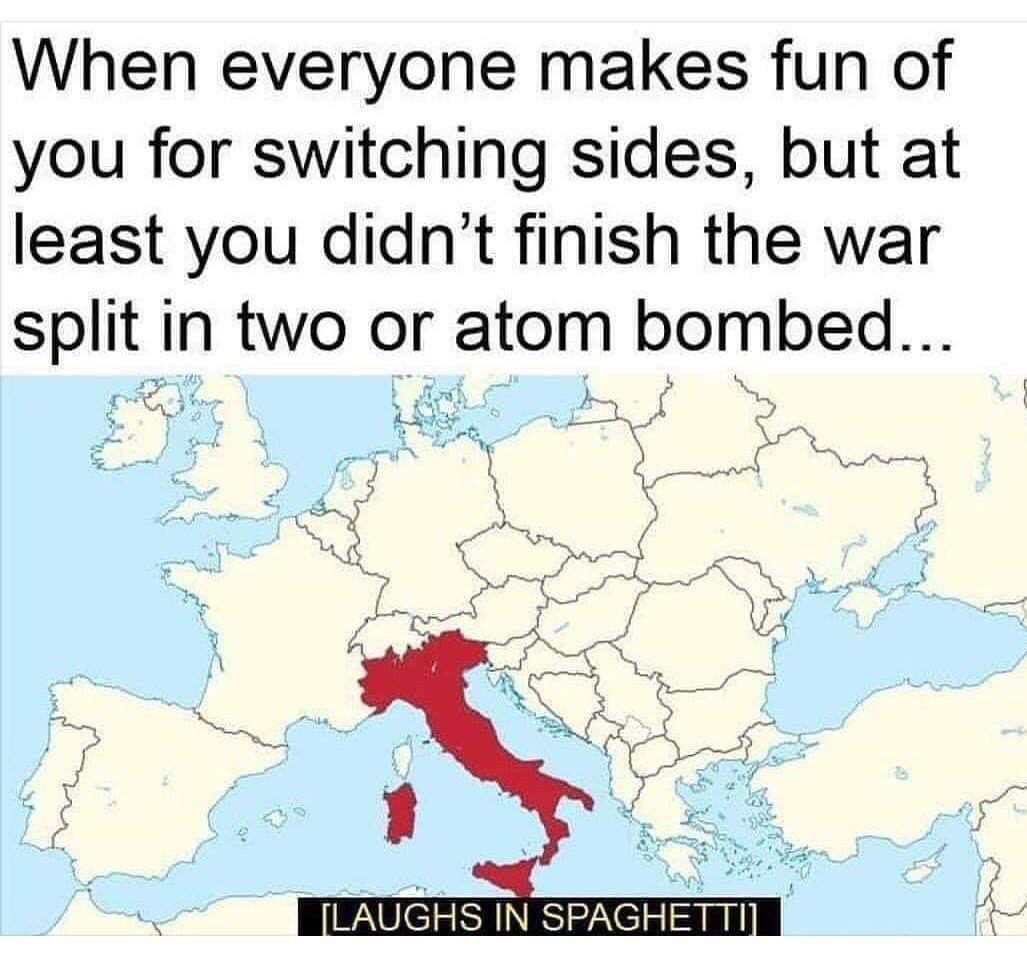 When everyone makes fun of
you for switching sides, but at
least you didn’t finish the war
split in two or atom bombed...
[LAUGHS IN SPAGHETTI]